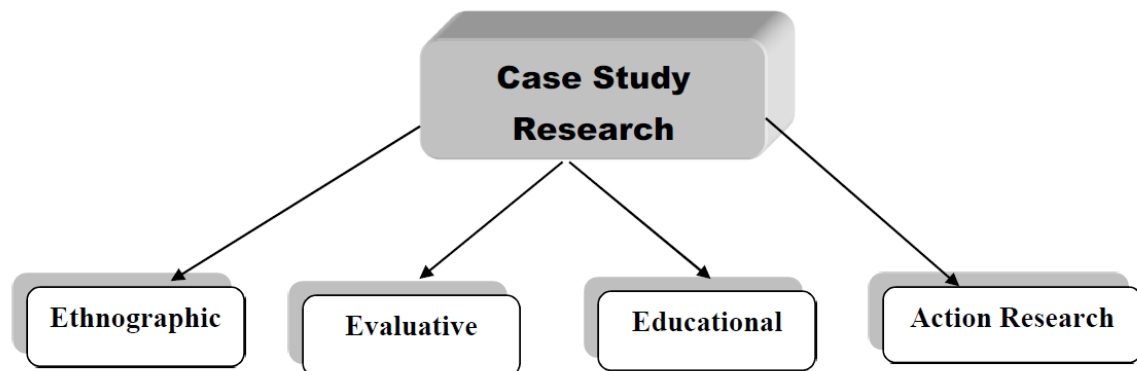 Case Study
Research
Ethnographic
Evaluative
Educational
Action Research